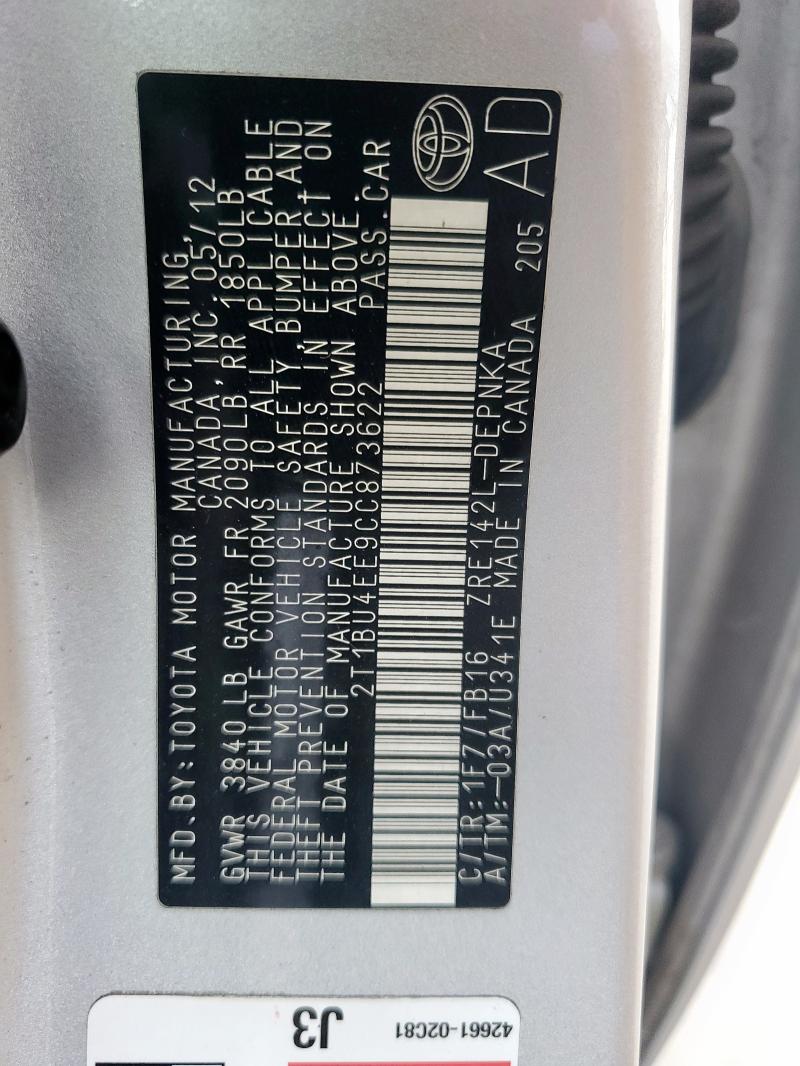 MFD.BY:TOYOTA MOTOR MANUFACTURING,
CANADA, INC. 05/12
GVWR 3840 LB GAWR FR 2090LB, RR 1850LB
THIS VEHICLE CONFORMS TO ALL APPLICABLE
FEDERAL MOTOR VEHICLE SAFETY, BUMPER, AND
THEFT PREVENTION STANDARDS IN EFFECT ON
THE DATE OF MANUFACTURE SHOWN ABOVE.
2T1BU4EE9CC873622 PASS.CAR
C/TR:1F7/FB16 ZRE142L-DEPNKA
A/TM:-03A/U341E MADE IN CANADA 205
AD
J3
42661-02C81